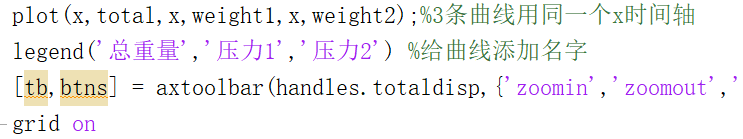 plot(x,total,x,weight1,x,weight2);%3条曲线用同一个x时间轴
legend('总重量','压力1','压力2') %给曲线添加名字
[tb,btns] = axtoolbar(handles.totaldisp,{'zoomin','zoomout','
grid on